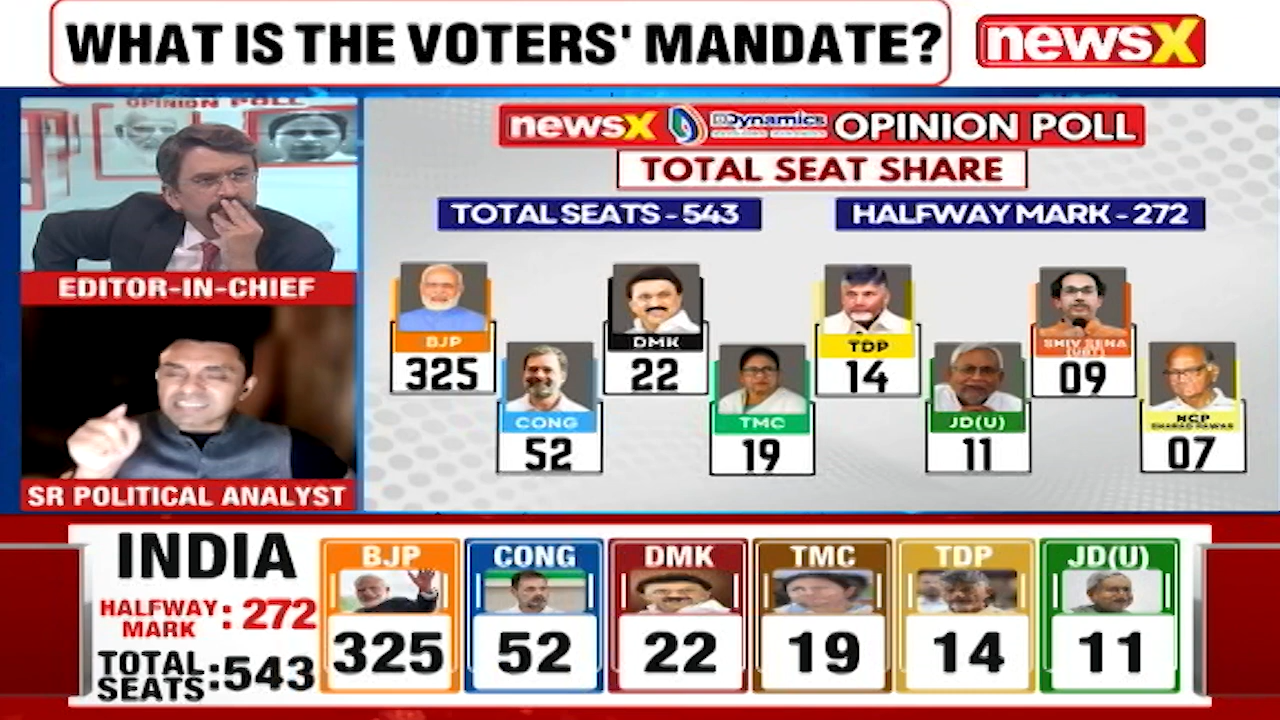 WHAT IS THE VOTERS' MANDATE?
newsX
OPINION POLL
EDITOR-IN-CHIEF
SR POLITICAL ANALYST
newsX Dynamics OPINION POLL
TOTAL SEAT SHARE
TOTAL SEATS - 543
HALFWAY MARK - 272
BJP
325
CONG
52
DMK
22
TMC
19
TDP
14
JD(U)
11
SHIV SENA
(UBT)
09
NCP
SHARAD PAWAR
07
INDIA
HALFWAY MARK : 272
TOTAL SEATS : 543
BJP
325
CONG
52
DMK
22
TMC
19
TDP
14
JD(U)
11